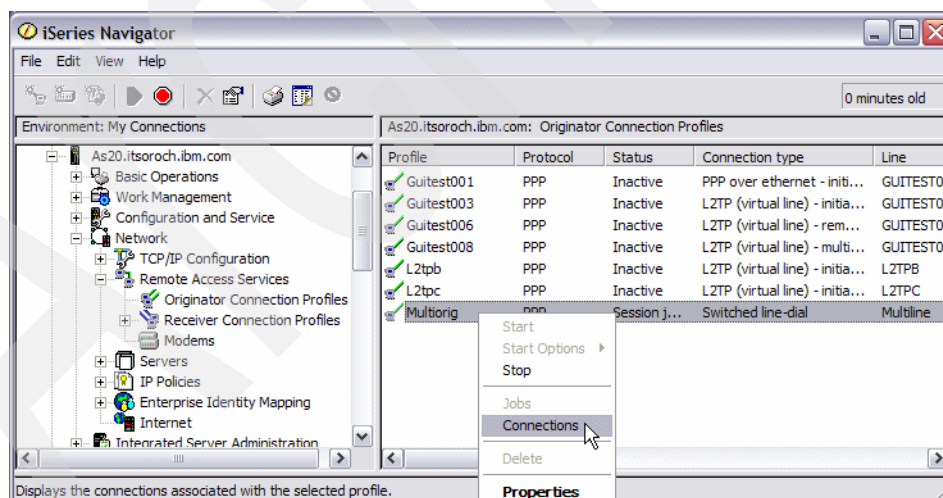 iSeries Navigator
File Edit View Help
0 minutes old
Environment: My Connections
As20.itsoroch.ibm.com: Originator Connection Profiles
As20.itsoroch.ibm.com
Basic Operations
Work Management
Configuration and Service
Network
TCP/IP Configuration
Remote Access Services
Originator Connection Profiles
Receiver Connection Profiles
Modems
Servers
IP Policies
Enterprise Identity Mapping
Internet
Integrated Server Administration
Profile Protocol Status Connection type Line
Guitest001 PPP Inactive PPP over ethernet - initi... GUITEST0
Guitest003 PPP Inactive L2TP (virtual line) - initia... GUITEST0
Guitest006 PPP Inactive L2TP (virtual line) - rem... GUITEST0
Guitest008 PPP Inactive L2TP (virtual line) - multi... GUITEST0
L2tpb PPP Inactive L2TP (virtual line) - initia... L2TPB
L2tpc PPP Inactive L2TP (virtual line) - initia... L2TPC
Multiorig PPP Session j... Switched line-dial Multiline
Start
Start Options
Stop
Jobs
Connections
Delete
Properties
Displays the connections associated with the selected profile.